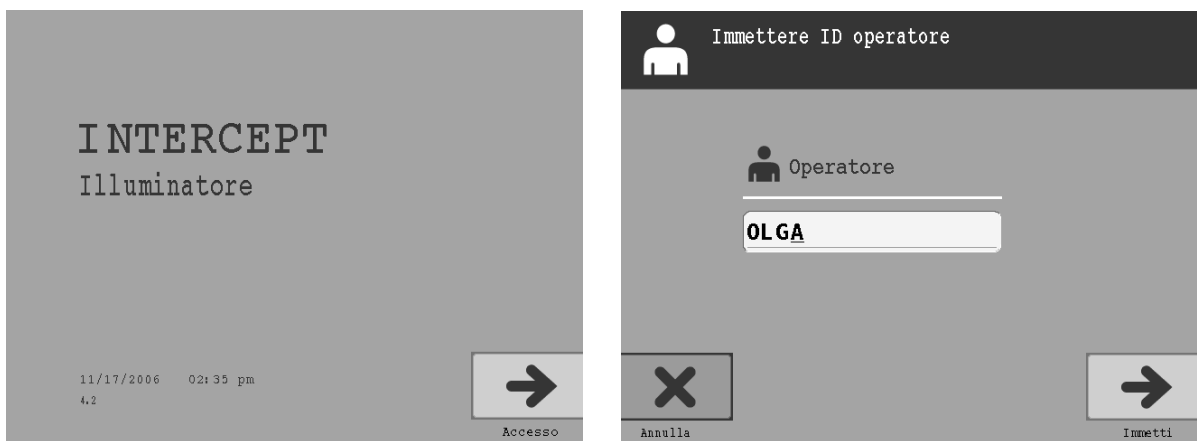 INTERCEPT
Illuminatore
11/17/2006 02:35 pm
4.2
Accesso
Immettere ID operatore
Operatore
OLGA
Annulla
Immetti